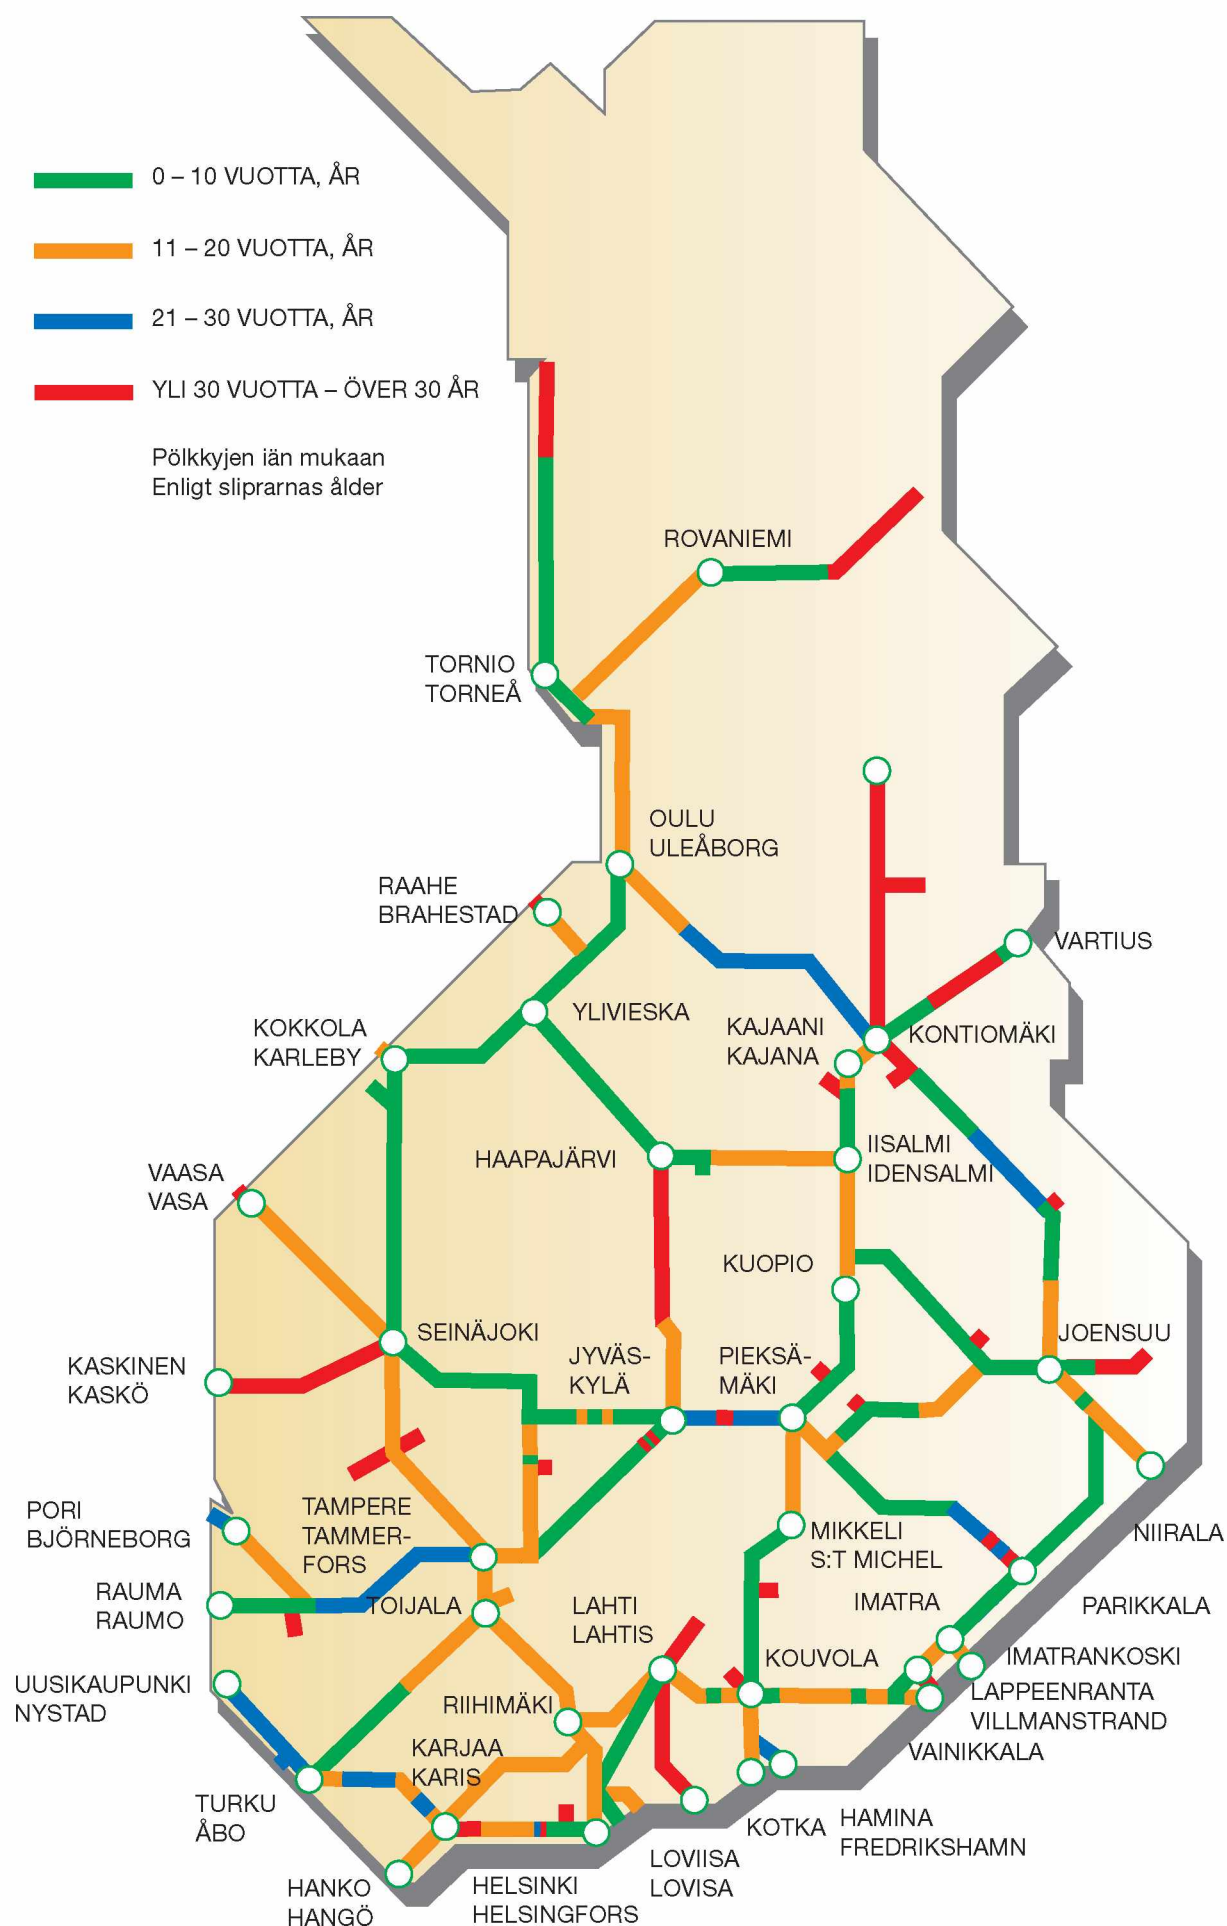 0 – 10 VUOTTA, ÅR
11 – 20 VUOTTA, ÅR
21 – 30 VUOTTA, ÅR
YLI 30 VUOTTA – ÖVER 30 ÅR
Pölkkyjen iän mukaan
Enligt sliprarnas ålder
ROVANIEMI
TORNIO
TORNEÅ
OULU
ULEÅBORG
RAAHE
BRAHESTAD
VARTIUS
YLIVIESKA
KOKKOLA
KARLEBY
KAJAANI
KAJANA
KONTIOMÄKI
HAAPAJÄRVI
IISALMI
IDENSALMI
VAASA
VASA
KUOPIO
SEINÄJOKI
JOENSUU
KASKINEN
KASKÖ
JYVÄS-
KYLÄ
PIEKSÄ-
MÄKI
PORI
BJÖRNEBORG
TAMPERE
TAMMER-
FORS
MIKKELI
S:T MICHEL
NIIRALA
RAUMA
RAUMO
TOIJALA
LAHTI
LAHTIS
IMATRA
PARIKKALA
KOUVOLA
IMATRANKOSKI
UUSIKAUPUNKI
NYSTAD
LAPPEENRANTA
VILLMANSTRAND
RIIHIMÄKI
VAINIKKALA
KARJAA
KARIS
TURKU
ÅBO
KOTKA
HAMINA
FREDRIKSHAMN
LOVIISA
LOVISA
HANKO
HANGÖ
HELSINKI
HELSINGFORS